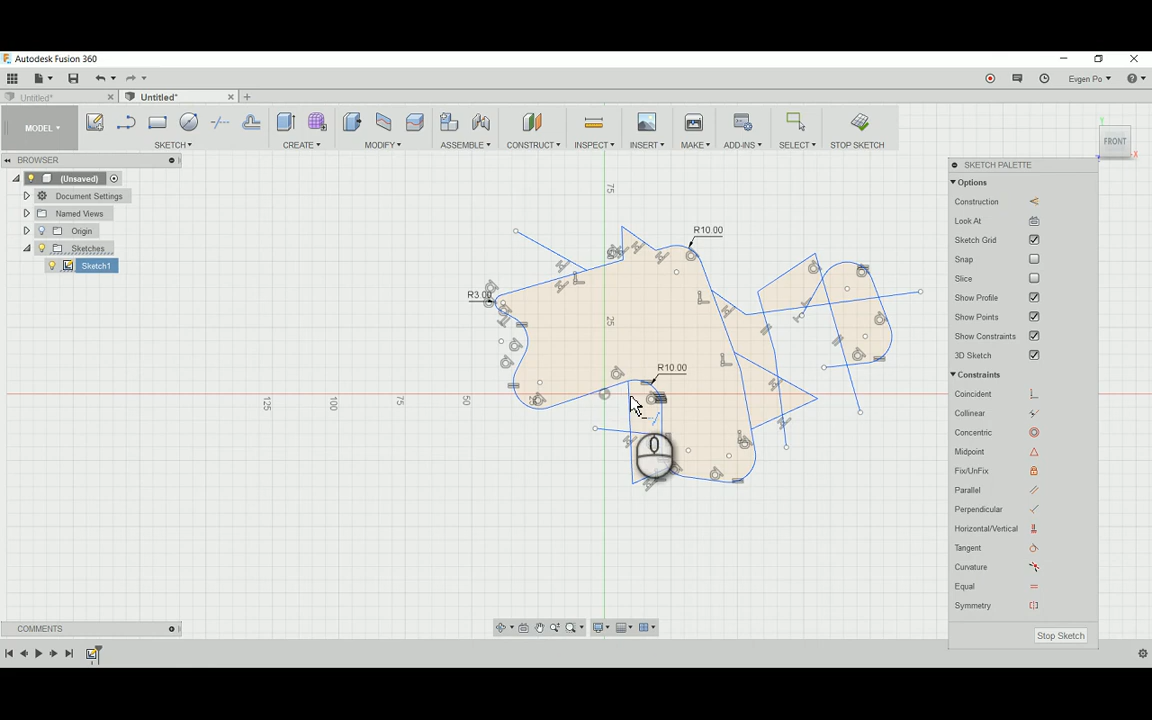 Autodesk Fusion 360
Evgen Po
Untitled*
Untitled*
MODEL
SKETCH
CREATE
MODIFY
ASSEMBLE
CONSTRUCT
INSPECT
INSERT
MAKE
ADD-INS
SELECT
STOP SKETCH
FRONT
BROWSER
(Unsaved)
Document Settings
Named Views
Origin
Sketches
Sketch1
SKETCH PALETTE
Options
Construction
Look At
Sketch Grid
Snap
Slice
Show Profile
Show Points
Show Constraints
3D Sketch
Constraints
Coincident
Collinear
Concentric
Midpoint
Fix/UnFix
Parallel
Perpendicular
Horizontal/Vertical
Tangent
Curvature
Equal
Symmetry
Stop Sketch
75
R10.00
R3.00
25
R10.00
125
100
75
50
0
COMMENTS